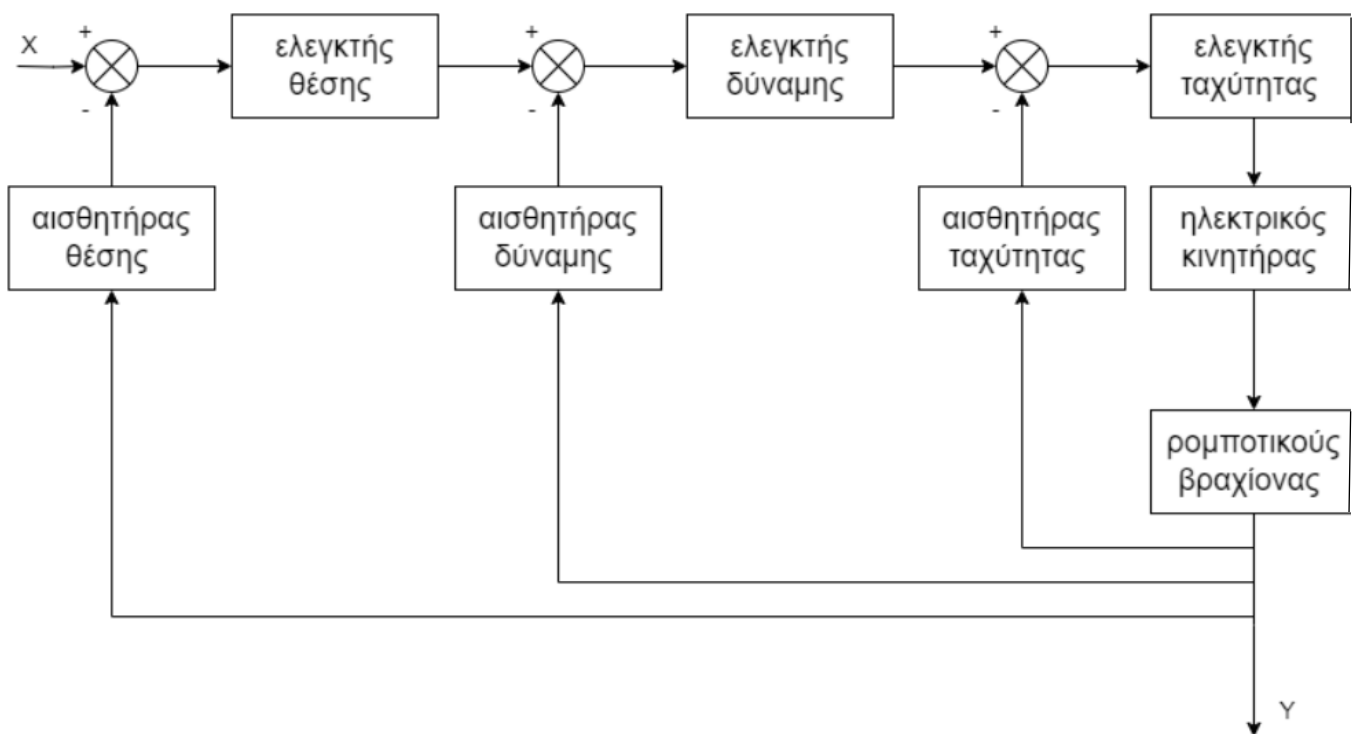 X
+
-
ελεγκτής
θέσης
+
-
ελεγκτής
δύναμης
+
-
ελεγκτής
ταχύτητας
αισθητήρας
θέσης
αισθητήρας
δύναμης
αισθητήρας
ταχύτητας
ηλεκτρικός
κινητήρας
ρομποτικούς
βραχίονας
Y